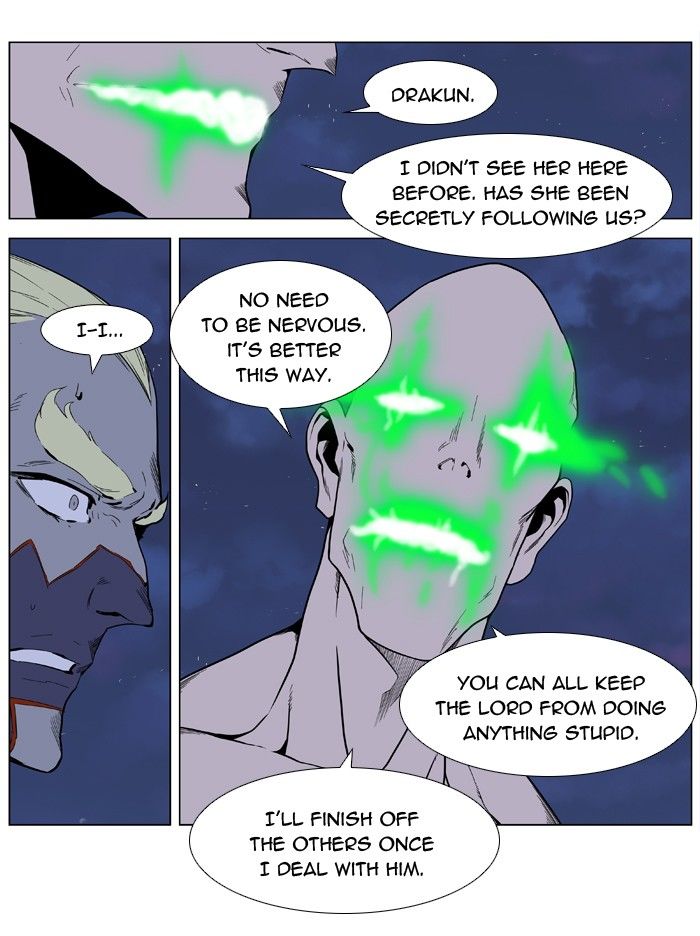 DRAKUN.
I DIDN'T SEE HER HERE
BEFORE. HAS SHE BEEN
SECRETLY FOLLOWING US?
I-I...
NO NEED
TO BE NERVOUS.
IT'S BETTER
THIS WAY.
YOU CAN ALL KEEP
THE LORD FROM DOING
ANYTHING STUPID.
I'LL FINISH OFF
THE OTHERS ONCE
I DEAL WITH HIM.